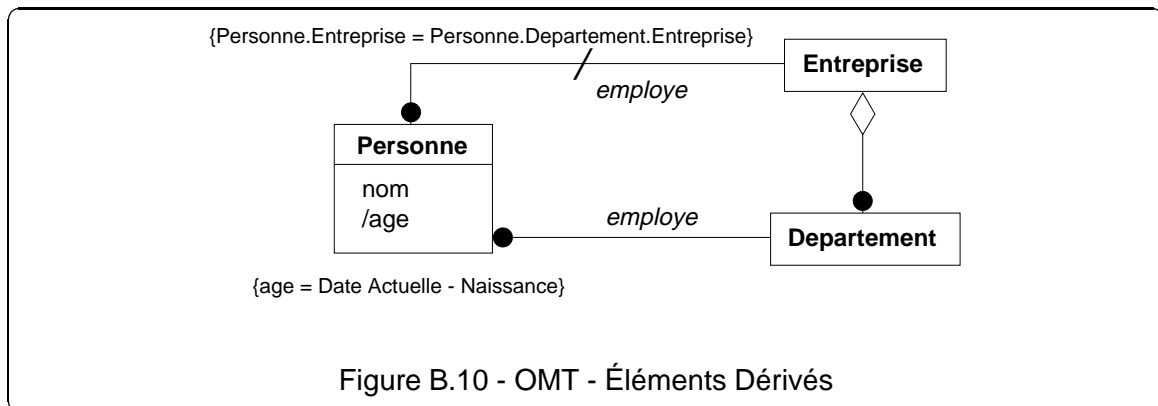 {Personne.Entreprise = Personne.Departement.Entreprise}
Entreprise
employe
Personne
nom
/age
employe
Departement
{age = Date Actuelle - Naissance}
Figure B.10 - OMT - Éléments Dérivés